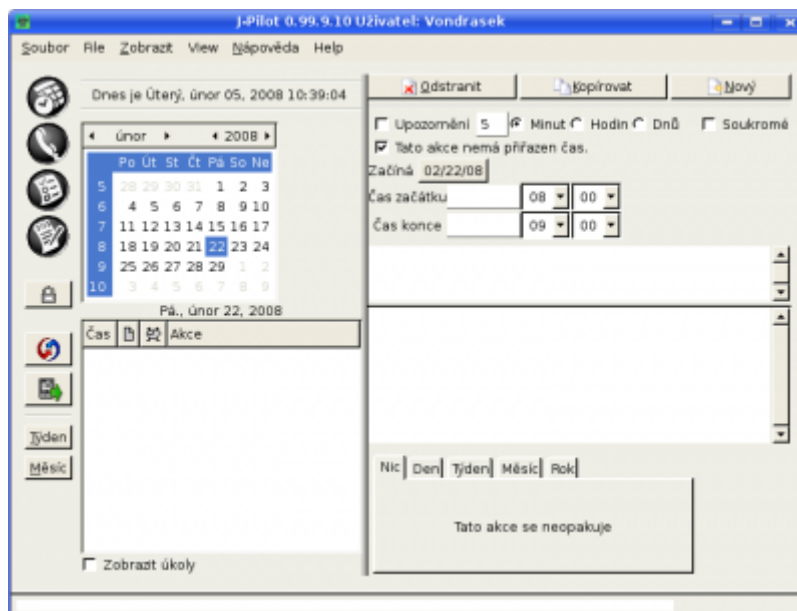 J-Pilot 0.99.9.10 Uživatel: Vondrasek
Soubor File Zobrazit View Nápověda Help
Dnes je Úterý, únor 05, 2008 10:39:04
únor 2008
Po Út St Čt Pá So Ne
5 28 29 30 31 1 2 3
6 4 5 6 7 8 9 10
7 11 12 13 14 15 16 17
8 18 19 20 21 22 23 24
9 25 26 27 28 29 1 2
10 3 4 5 6 7 8 9
Pá., únor 22, 2008
Čas Akce
Týden
Měsíc
Zobrazit úkoly
Odstranit Kopírovat Nový
Upozornění 5 Minut Hodin Dnů Soukromé
Tato akce nemá přiřazen čas.
Začíná 02/22/08
Čas začátku 08 00
Čas konce 09 00
Nic Den Týden Měsíc Rok
Tato akce se neopakuje